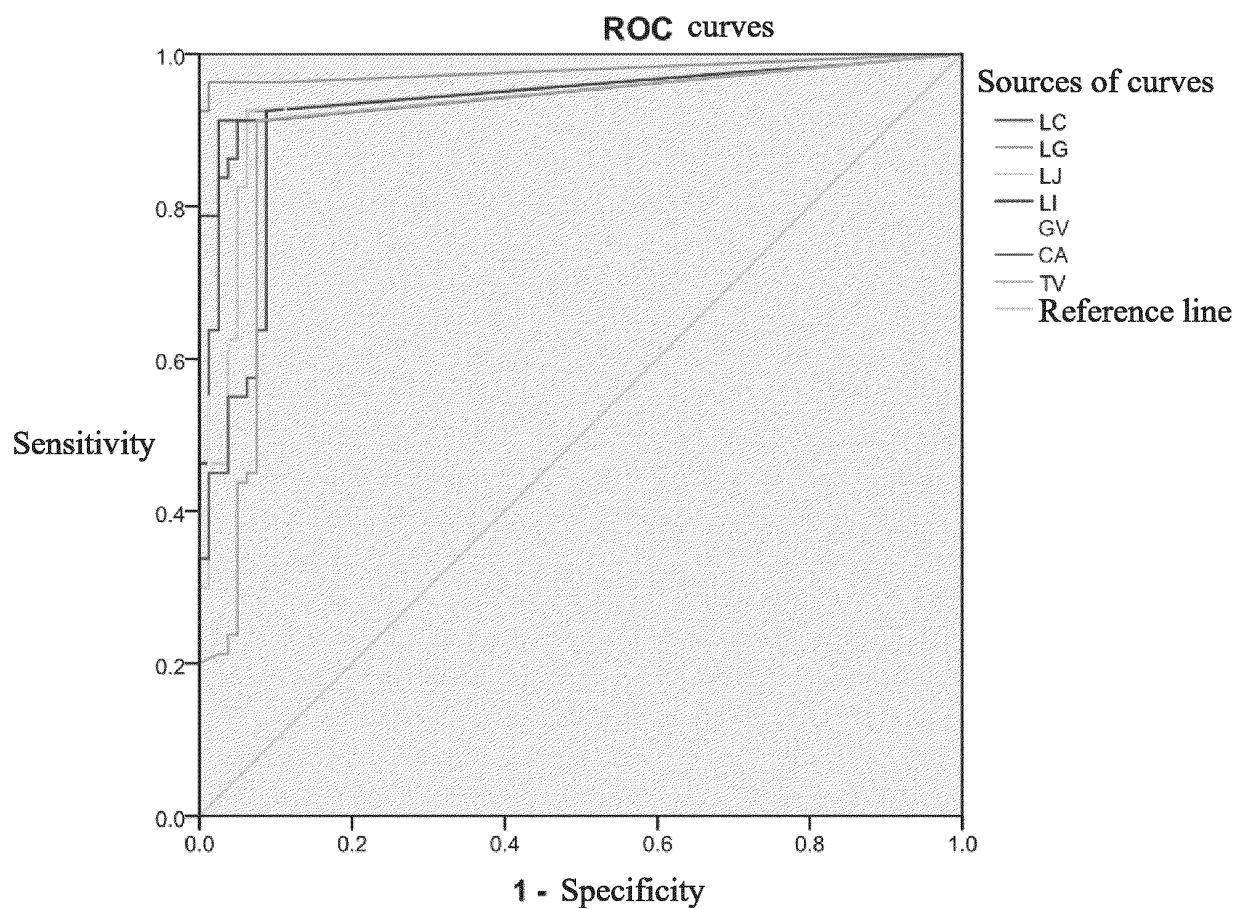 ROC curves
Sources of curves
LC
LG
LJ
LI
GV
CA
TV
Reference line
1.0
0.8
0.6
Sensitivity
0.4
0.2
0.0
0.0 0.2 0.4 0.6 0.8 1.0
1 - Specificity